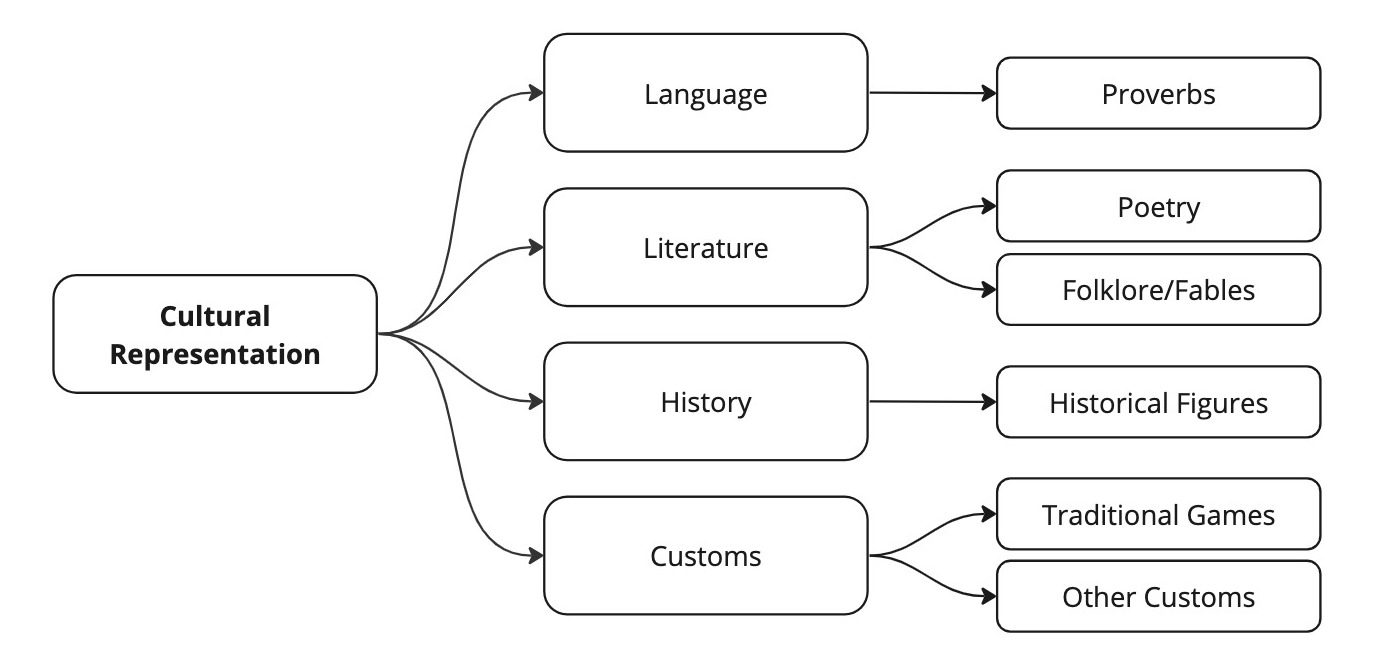 Cultural
Representation
Language
Proverbs
Literature
Poetry
Folklore/Fables
History
Historical Figures
Customs
Traditional Games
Other Customs